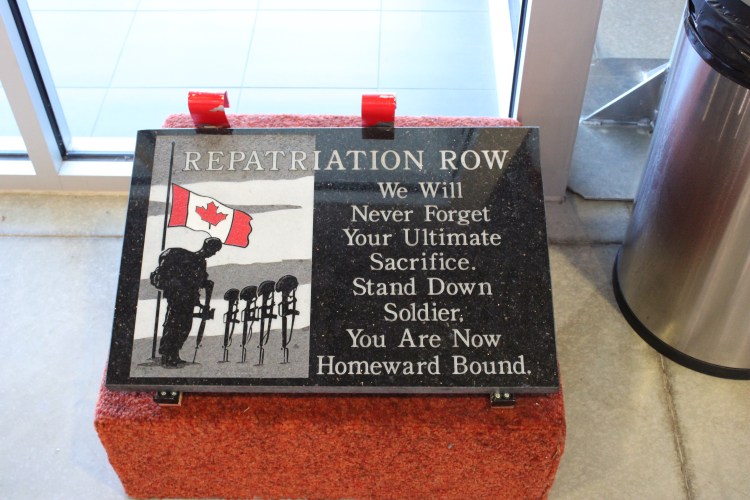 REPATRIATION ROW
We Will
Never Forget
Your Ultimate
Sacrifice.
Stand Down
Soldier,
You Are Now
Homeward Bound.